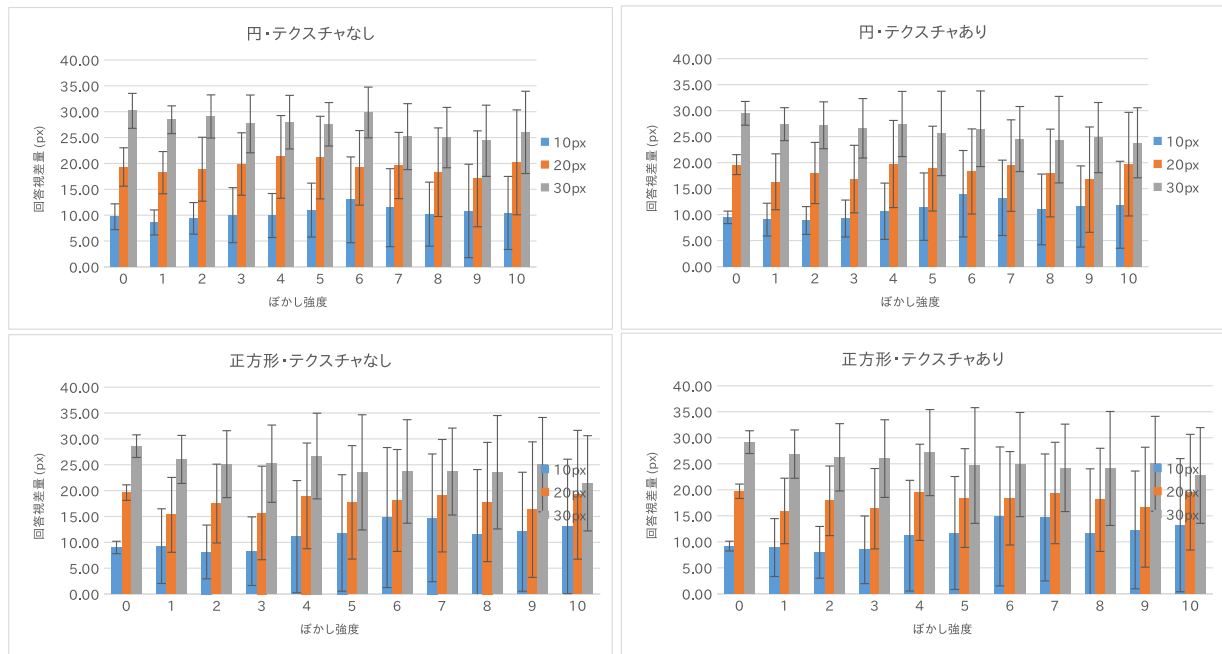 円・テクスチャなし
40.00
35.00
30.00
25.00
20.00
15.00
10.00
5.00
0.00
回答視差量(px)
0 1 2 3 4 5 6 7 8 9 10
ぼかし強度
10px
20px
30px
円・テクスチャあり
40.00
35.00
30.00
25.00
20.00
15.00
10.00
5.00
0.00
回答視差量(px)
0 1 2 3 4 5 6 7 8 9 10
ぼかし強度
10px
20px
30px
正方形・テクスチャなし
40.00
35.00
30.00
25.00
20.00
15.00
10.00
5.00
0.00
回答視差量(px)
0 1 2 3 4 5 6 7 8 9 10
ぼかし強度
10px
20px
30px
正方形・テクスチャあり
40.00
35.00
30.00
25.00
20.00
15.00
10.00
5.00
0.00
回答視差量(px)
0 1 2 3 4 5 6 7 8 9 10
ぼかし強度
10px
20px
30px